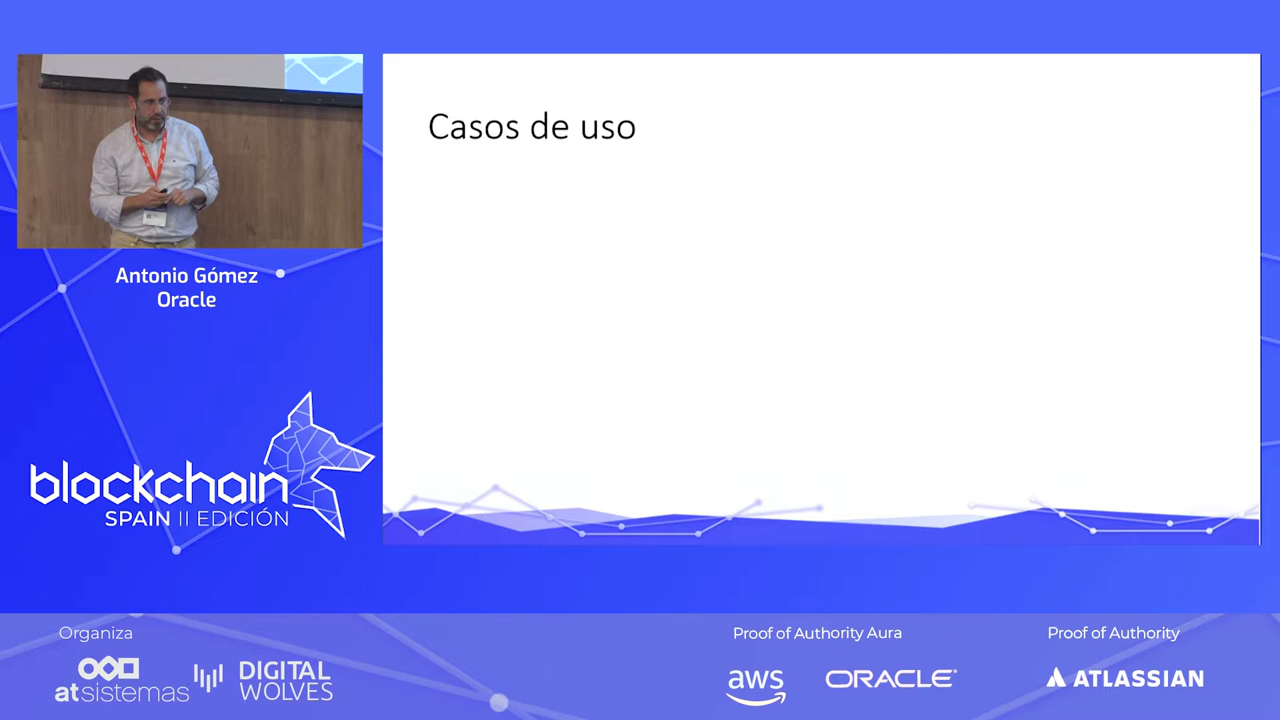 Casos de uso
Antonio Gómez
Oracle
blockchain
SPAIN II EDICIÓN
Organiza
atsistemas
DIGITAL
WOLVES
Proof of Authority Aura
aws
ORACLE
Proof of Authority
ATLASSIAN